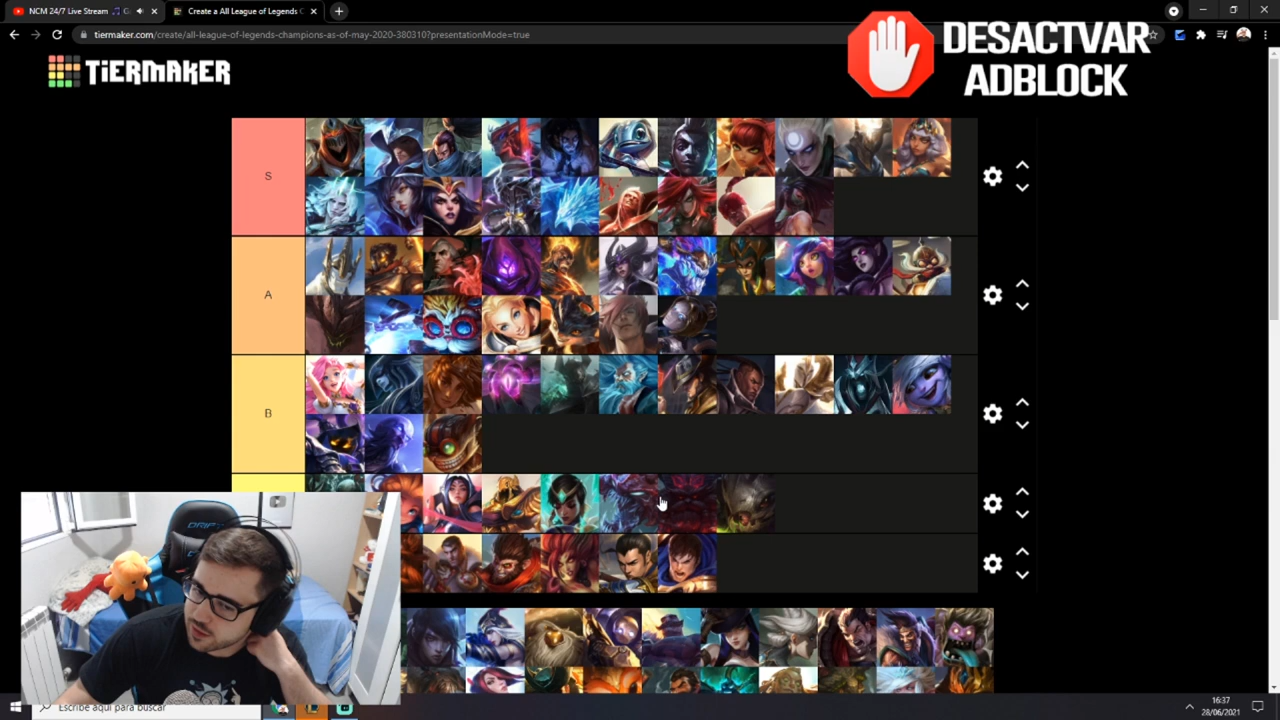 NCM 24/7 Live Stream
Create a All League of Legends C
tiermaker.com/create/all-league-of-legends-champions-as-of-may-2020-380310?presentationMode=true
DESACTVAR
ADBLOCK
TiERMAKER
S
A
B
DRIFT
Escribe aquí para buscar
16:37
28/06/2021